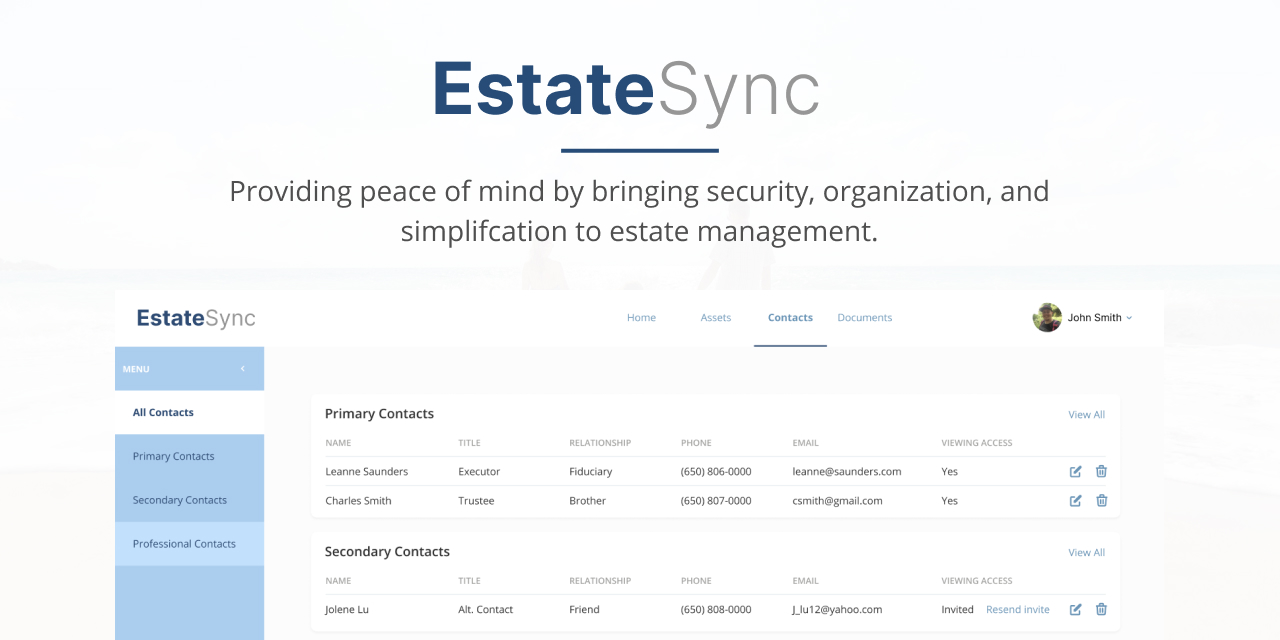 EstateSync
Providing peace of mind by bringing security, organization, and
simplifcation to estate management.
EstateSync
Home Assets Contacts Documents John Smith
MENU
All Contacts
Primary Contacts
Secondary Contacts
Professional Contacts
Primary Contacts View All
NAME TITLE RELATIONSHIP PHONE EMAIL VIEWING ACCESS
Leanne Saunders Executor Fiduciary (650) 806-0000 leanne@saunders.com Yes
Charles Smith Trustee Brother (650) 807-0000 csmith@gmail.com Yes
Secondary Contacts View All
NAME TITLE RELATIONSHIP PHONE EMAIL VIEWING ACCESS
Jolene Lu Alt. Contact Friend (650) 808-0000 J_lu12@yahoo.com Invited Resend invite